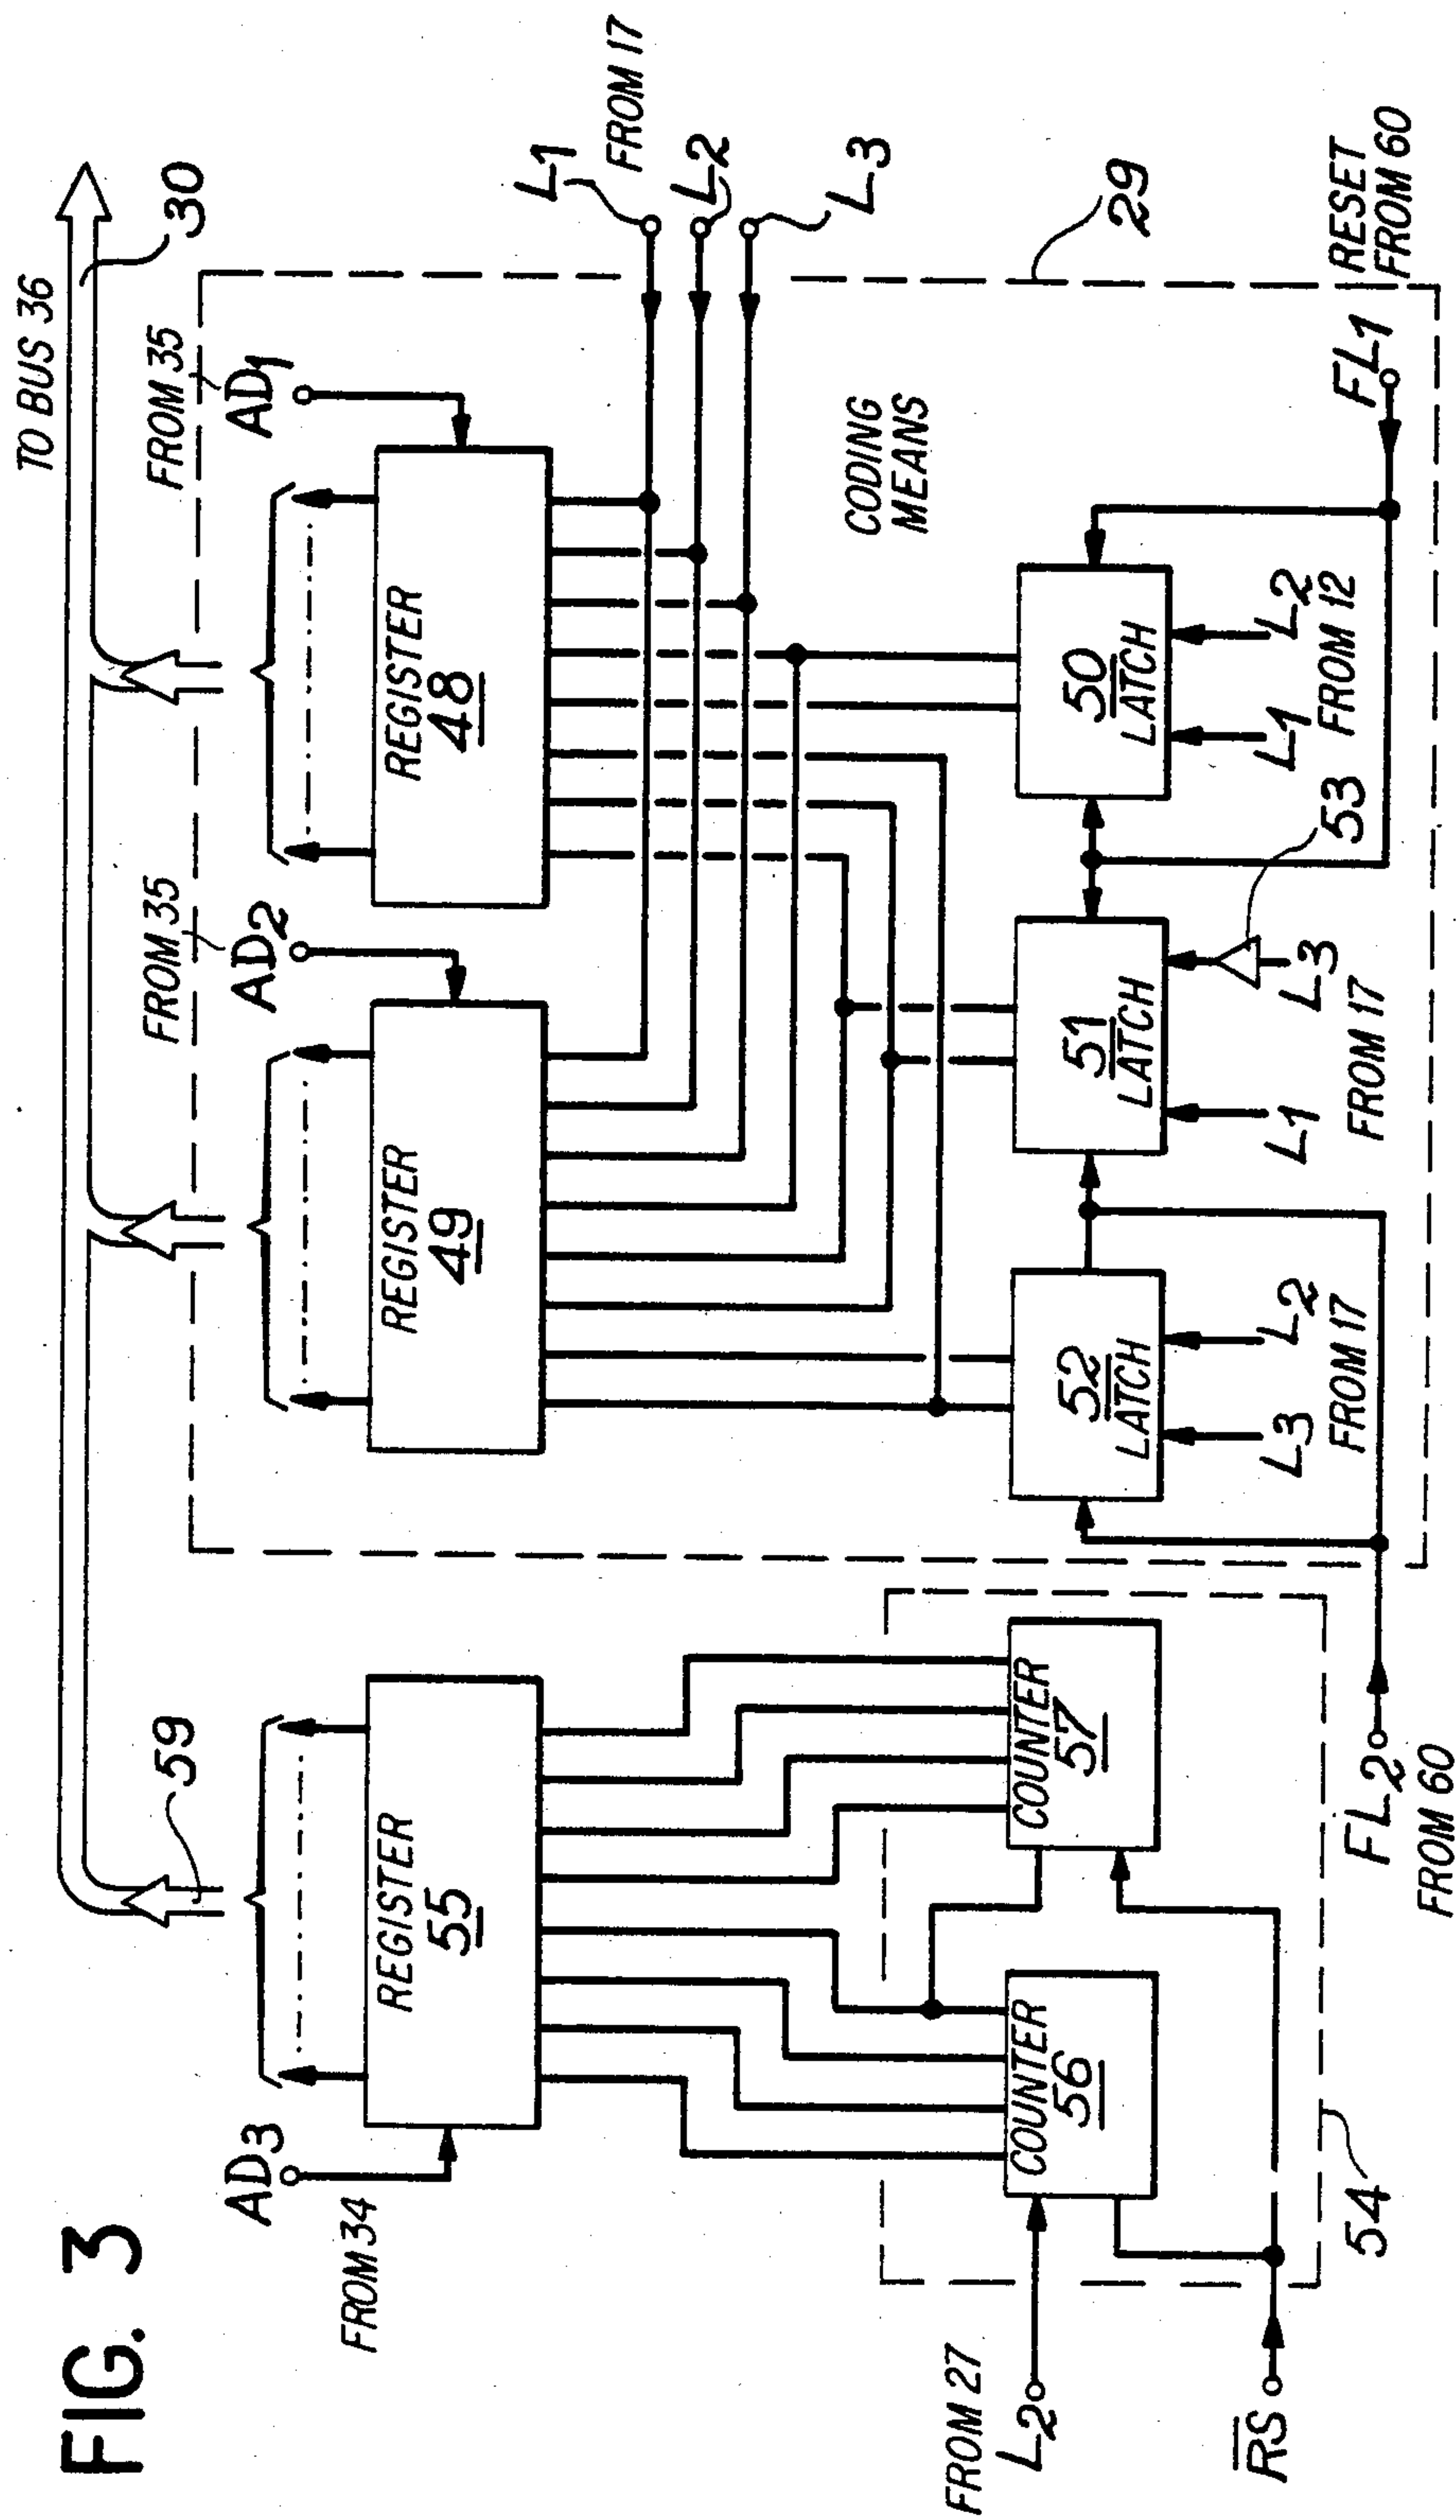 FIG. 3
TO BUS 36
30
59
FROM 35
FROM 35
AD3
AD2
AD1
FROM 34
REGISTER
55
REGISTER
49
REGISTER
48
L1
FROM 17
L2
L3
CODING
MEANS
29
FROM 27
L2
COUNTER
56
COUNTER
57
52
LATCH
51
LATCH
50
LATCH
L3
L2
FROM 17
L1
L3
FROM 17
53
L1
L2
FROM 12
RS
54
FL2
FROM 60
FL1
RESET
FROM 60